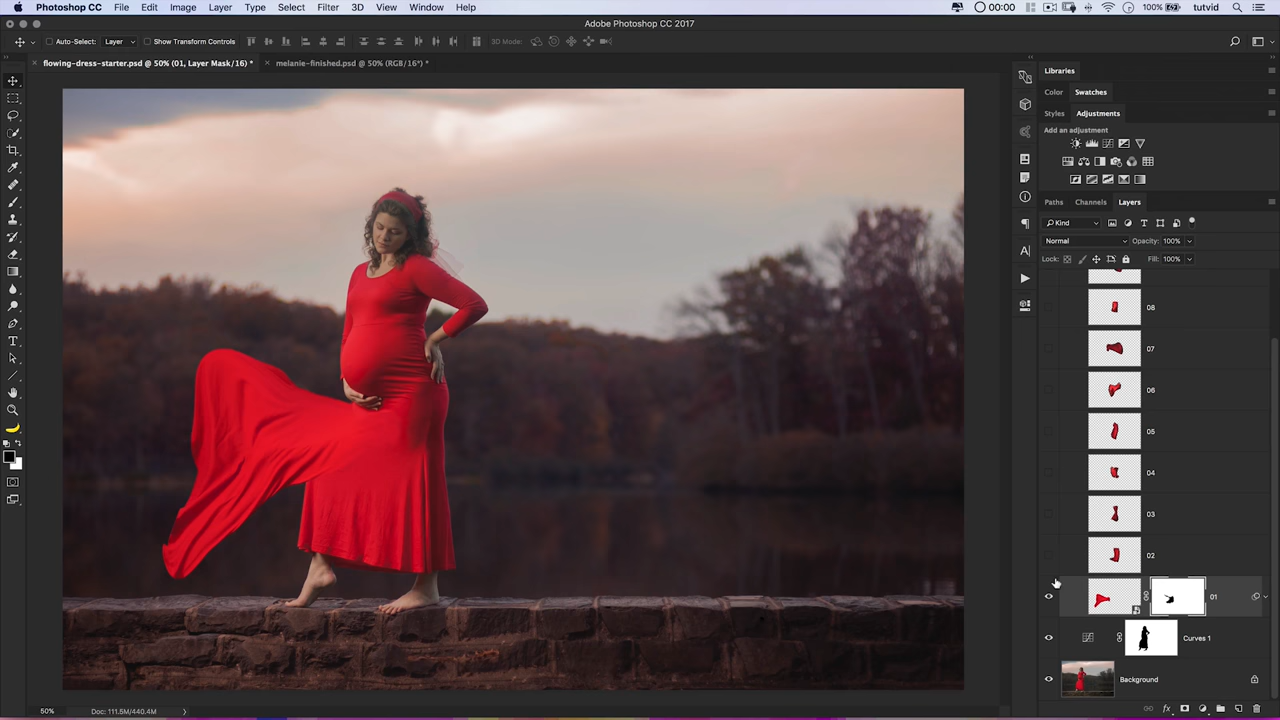 Photoshop CC File Edit Image Layer Type Select Filter 3D View Window Help 00:00 100% tutvid
Adobe Photoshop CC 2017
Auto-Select: Layer Show Transform Controls 3D Mode:
flowing-dress-starter.psd @ 50% (01, Layer Mask/16) * melanie-finished.psd @ 50% (RGB/16*) *
Libraries
Color Swatches
Styles Adjustments
Add an adjustment
Paths Channels Layers
Kind
Normal Opacity: 100%
Lock: Fill: 100%
08
07
06
05
04
03
02
01
Curves 1
Background
50% Doc: 111.5M/440.4M